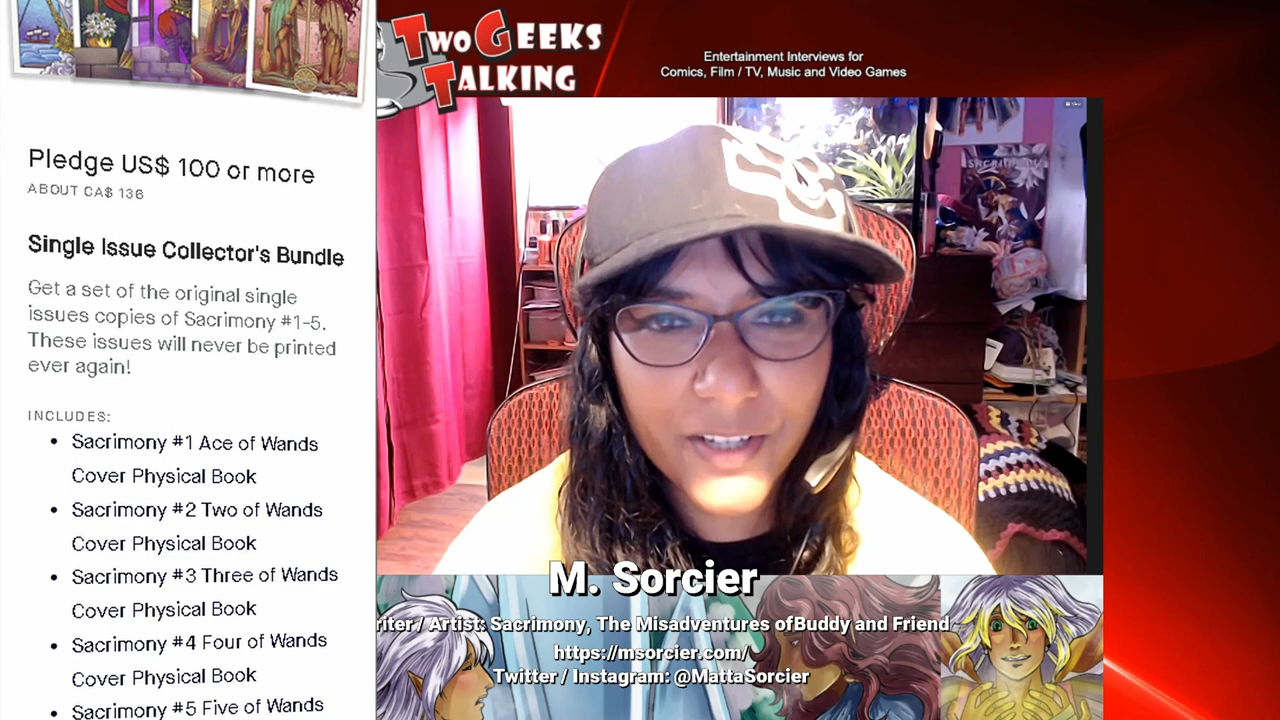 Pledge US$ 100 or more
ABOUT CA$ 136
Single Issue Collector's Bundle
Get a set of the original single
issues copies of Sacrimony #1-5.
These issues will never be printed
ever again!
INCLUDES:
Sacrimony #1 Ace of Wands
Cover Physical Book
Sacrimony #2 Two of Wands
Cover Physical Book
Sacrimony #3 Three of Wands
Cover Physical Book
Sacrimony #4 Four of Wands
Cover Physical Book
Sacrimony #5 Five of Wands
Two Geeks
Talking
Entertainment Interviews for
Comics, Film / TV, Music and Video Games
M. Sorcier
riter / Artist: Sacrimony, The Misadventures ofBuddy and Friend
https://msorcier.com/
Twitter / Instagram: @MattaSorcier